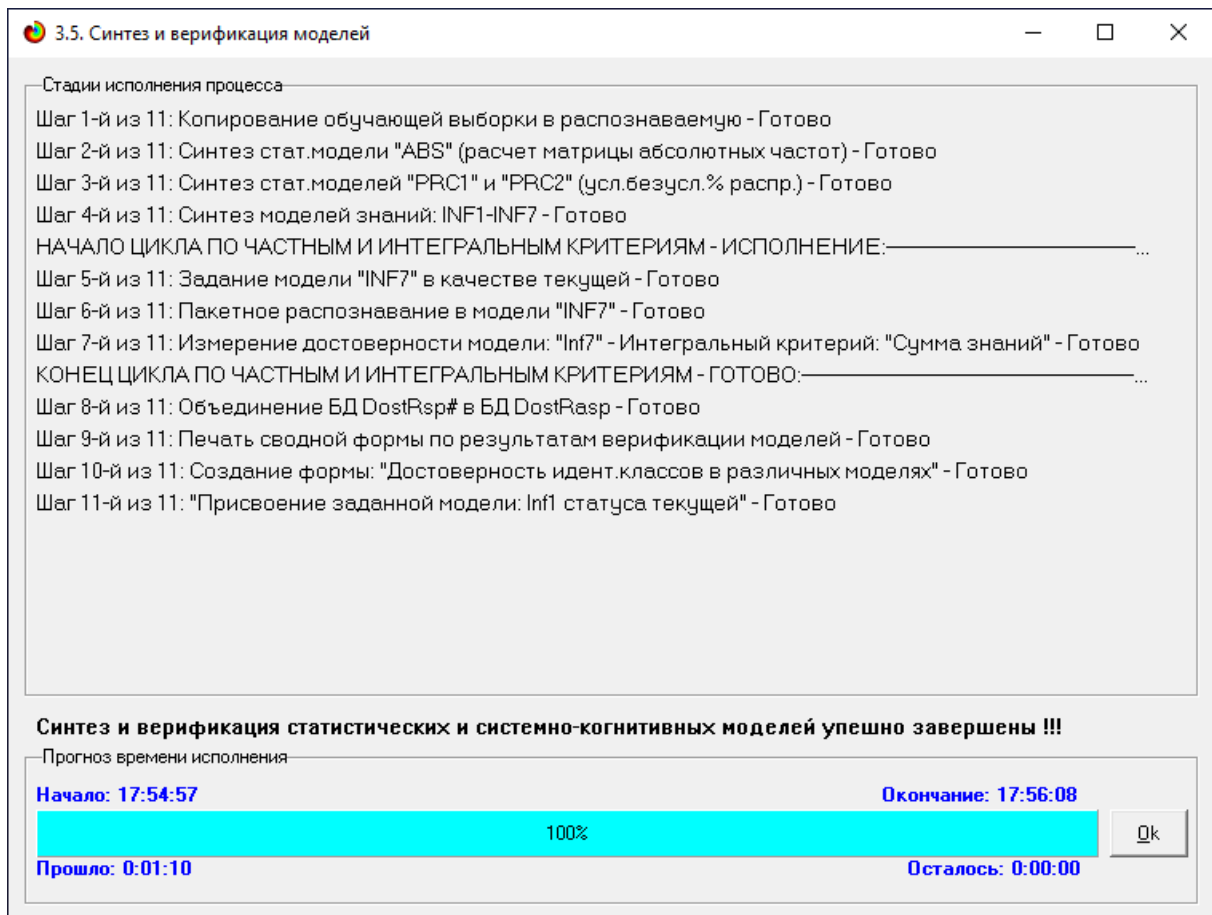 3.5. Синтез и верификация моделей
Стадии исполнения процесса
Шаг 1-й из 11: Копирование обучающей выборки в распознаваемую - Готово
Шаг 2-й из 11: Синтез стат.модели "ABS" (расчет матрицы абсолютных частот) - Готово
Шаг 3-й из 11: Синтез стат.моделей "PRC1" и "PRC2" (усл.безусл.% распр.) - Готово
Шаг 4-й из 11: Синтез моделей знаний: INF1-INF7 - Готово
НАЧАЛО ЦИКЛА ПО ЧАСТНЫМ И ИНТЕГРАЛЬНЫМ КРИТЕРИЯМ - ИСПОЛНЕНИЕ:————————————...
Шаг 5-й из 11: Задание модели "INF7" в качестве текущей - Готово
Шаг 6-й из 11: Пакетное распознавание в модели "INF7" - Готово
Шаг 7-й из 11: Измерение достоверности модели: "Inf7" - Интегральный критерий: "Сумма знаний" - Готово
КОНЕЦ ЦИКЛА ПО ЧАСТНЫМ И ИНТЕГРАЛЬНЫМ КРИТЕРИЯМ - ГОТОВО:————————————————...
Шаг 8-й из 11: Объединение БД DostRsp# в БД DostRasp - Готово
Шаг 9-й из 11: Печать сводной формы по результатам верификации моделей - Готово
Шаг 10-й из 11: Создание формы: "Достоверность идент.классов в различных моделях" - Готово
Шаг 11-й из 11: "Присвоение заданной модели: Inf1 статуса текущей" - Готово
Синтез и верификация статистических и системно-когнитивных моделей упешно завершены !!!
Прогноз времени исполнения
Начало: 17:54:57 Окончание: 17:56:08
100% Ok
Прошло: 0:01:10 Осталось: 0:00:00